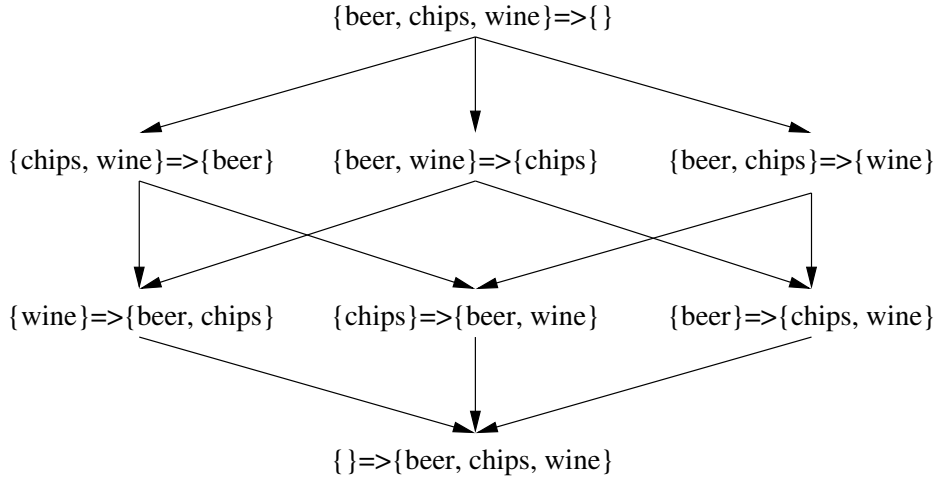 {beer, chips, wine}=>{}
{chips, wine}=>{beer} {beer, wine}=>{chips} {beer, chips}=>{wine}
{wine}=>{beer, chips} {chips}=>{beer, wine} {beer}=>{chips, wine}
{}=>{beer, chips, wine}